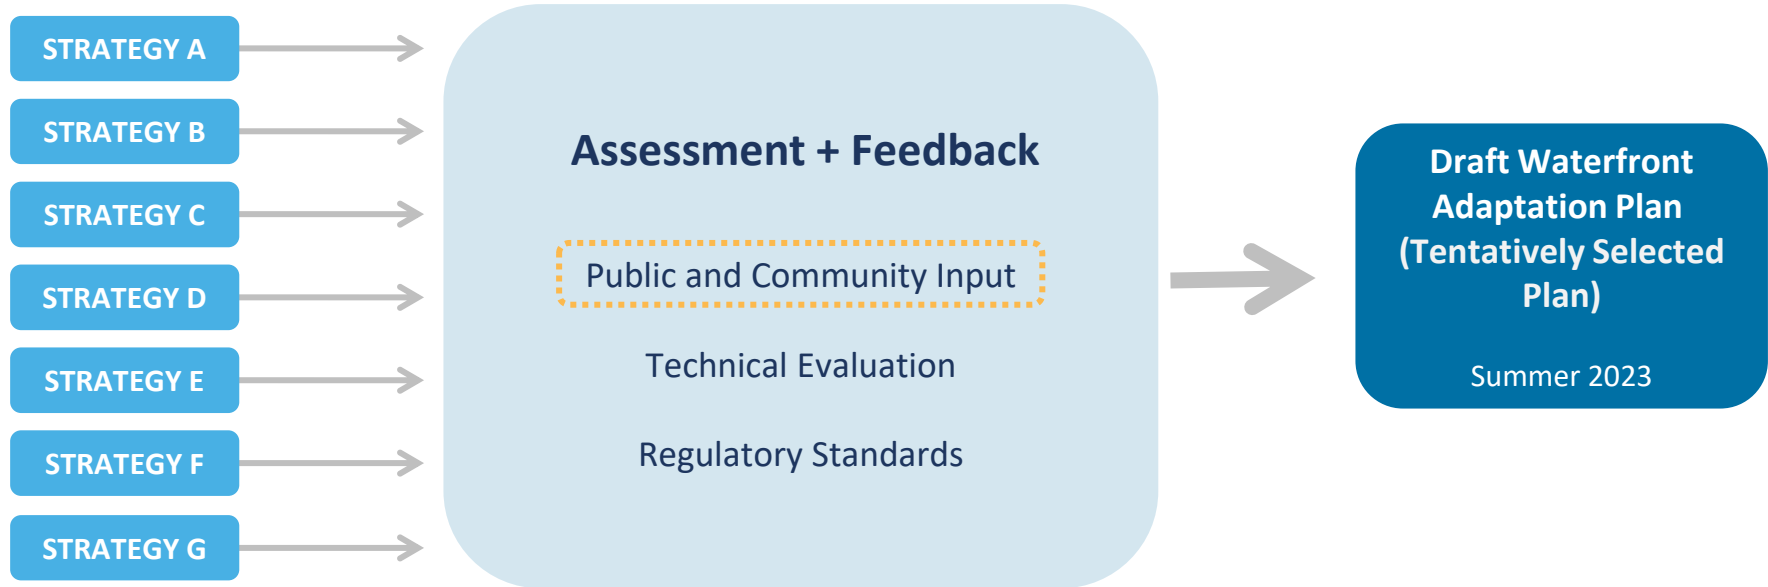 STRATEGY A
STRATEGY B
STRATEGY C
STRATEGY D
STRATEGY E
STRATEGY F
STRATEGY G
Assessment + Feedback
Public and Community Input
Technical Evaluation
Regulatory Standards
Draft Waterfront
Adaptation Plan
(Tentatively Selected
Plan)
Summer 2023